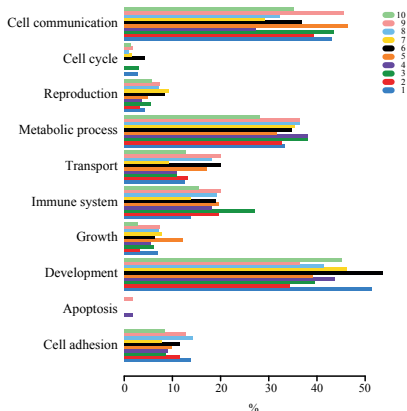 Cell communication
Cell cycle
Reproduction
Metabolic process
Transport
Immune system
Growth
Development
Apoptosis
Cell adhesion
0 10 20 30 40 50
%
10
9
8
7
6
5
4
3
2
1